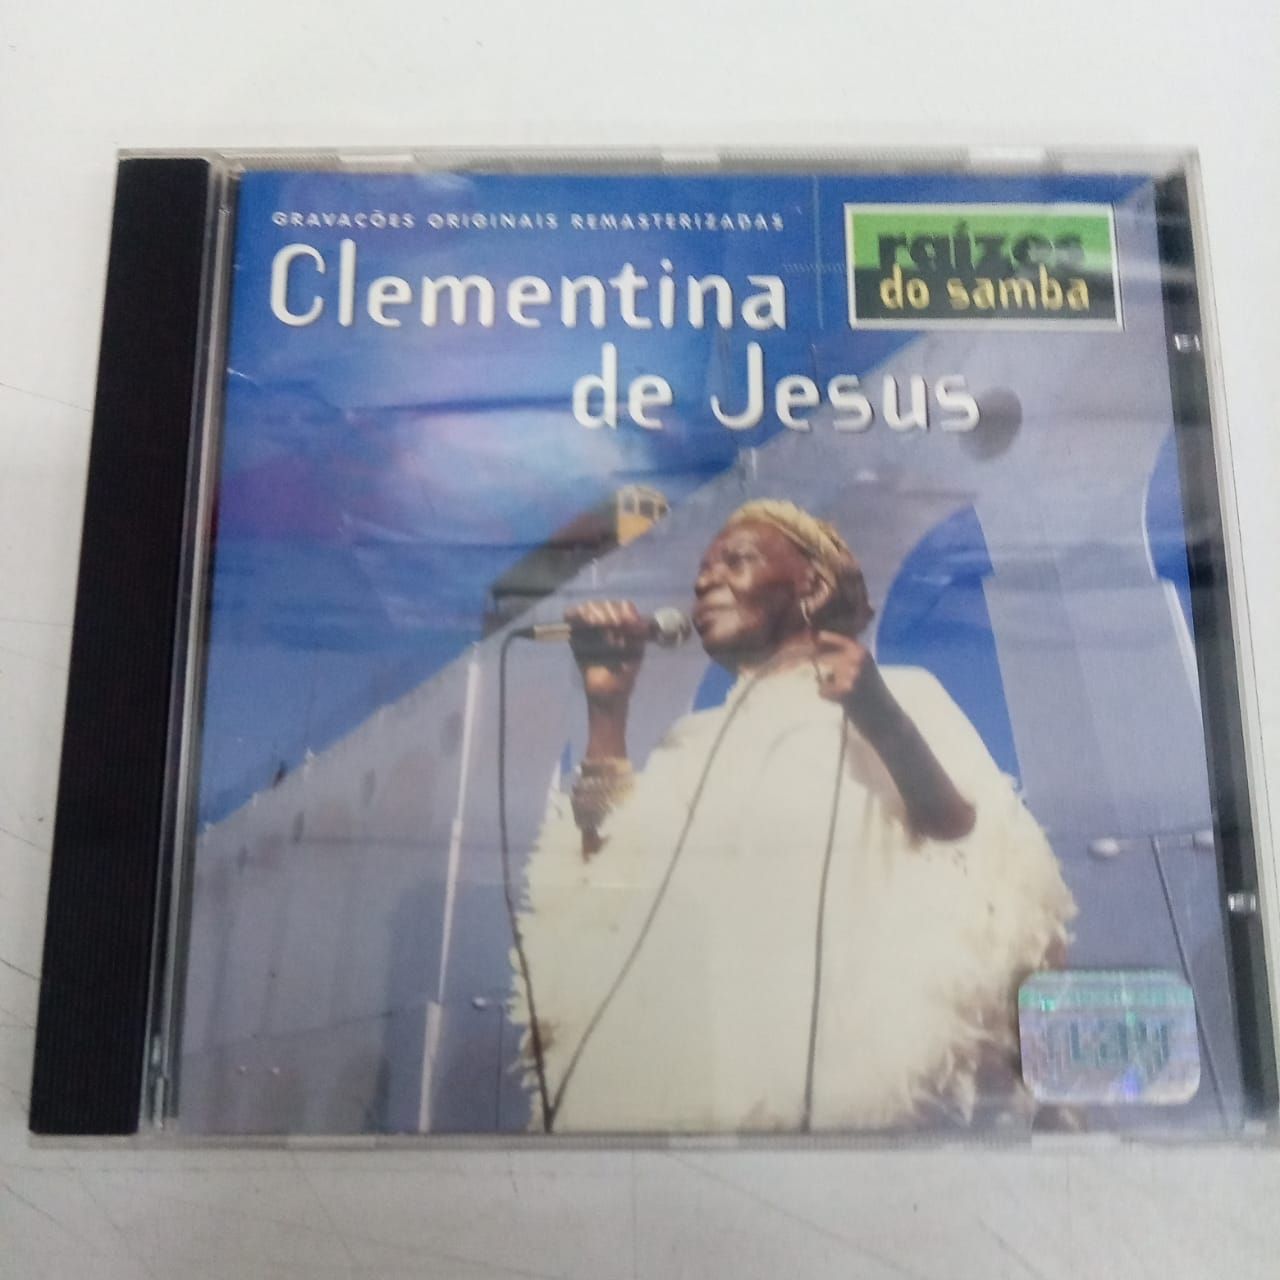 GRAVAÇÕES ORIGINAIS REMASTERIZADAS
Clementina
de Jesus
raízes
do samba